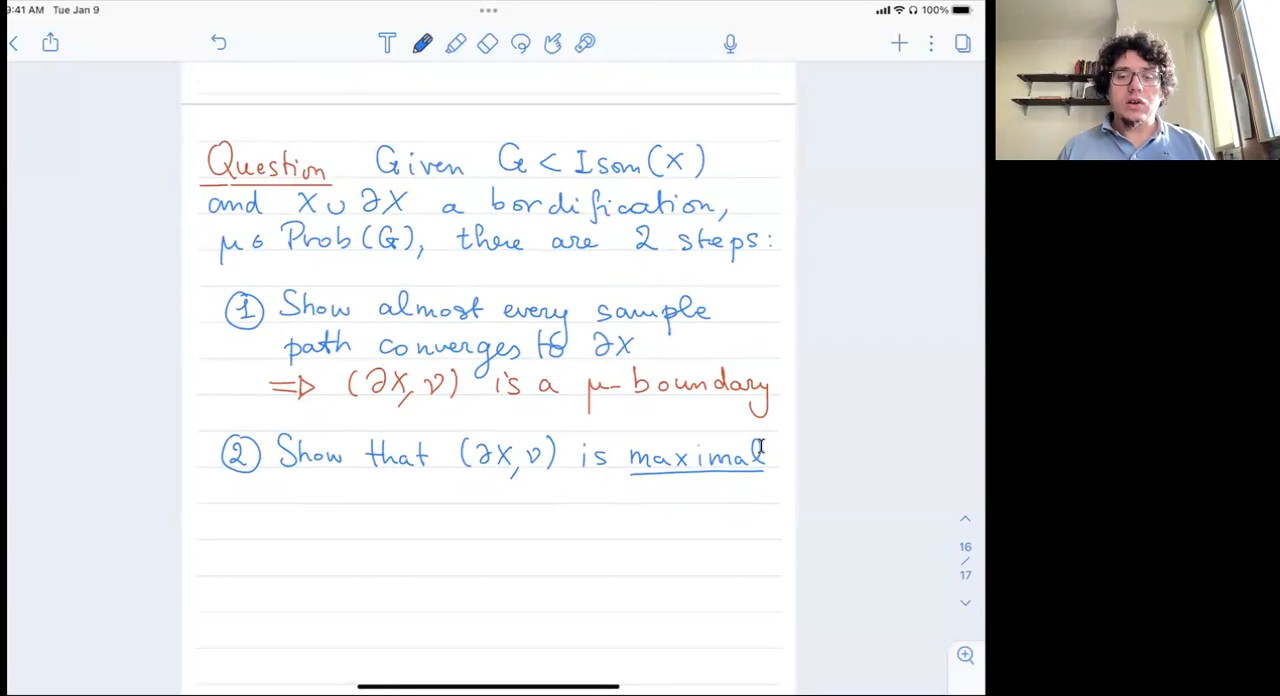 9:41 AM Tue Jan 9
100%
Question Given G < Isom(X)
and X ∪ ∂X a bordification,
μ ∈ Prob(G), there are 2 steps:
① Show almost every sample
path converges to ∂X
⇒ (∂X, ν) is a μ-boundary
② Show that (∂X, ν) is maximal
16
/
17